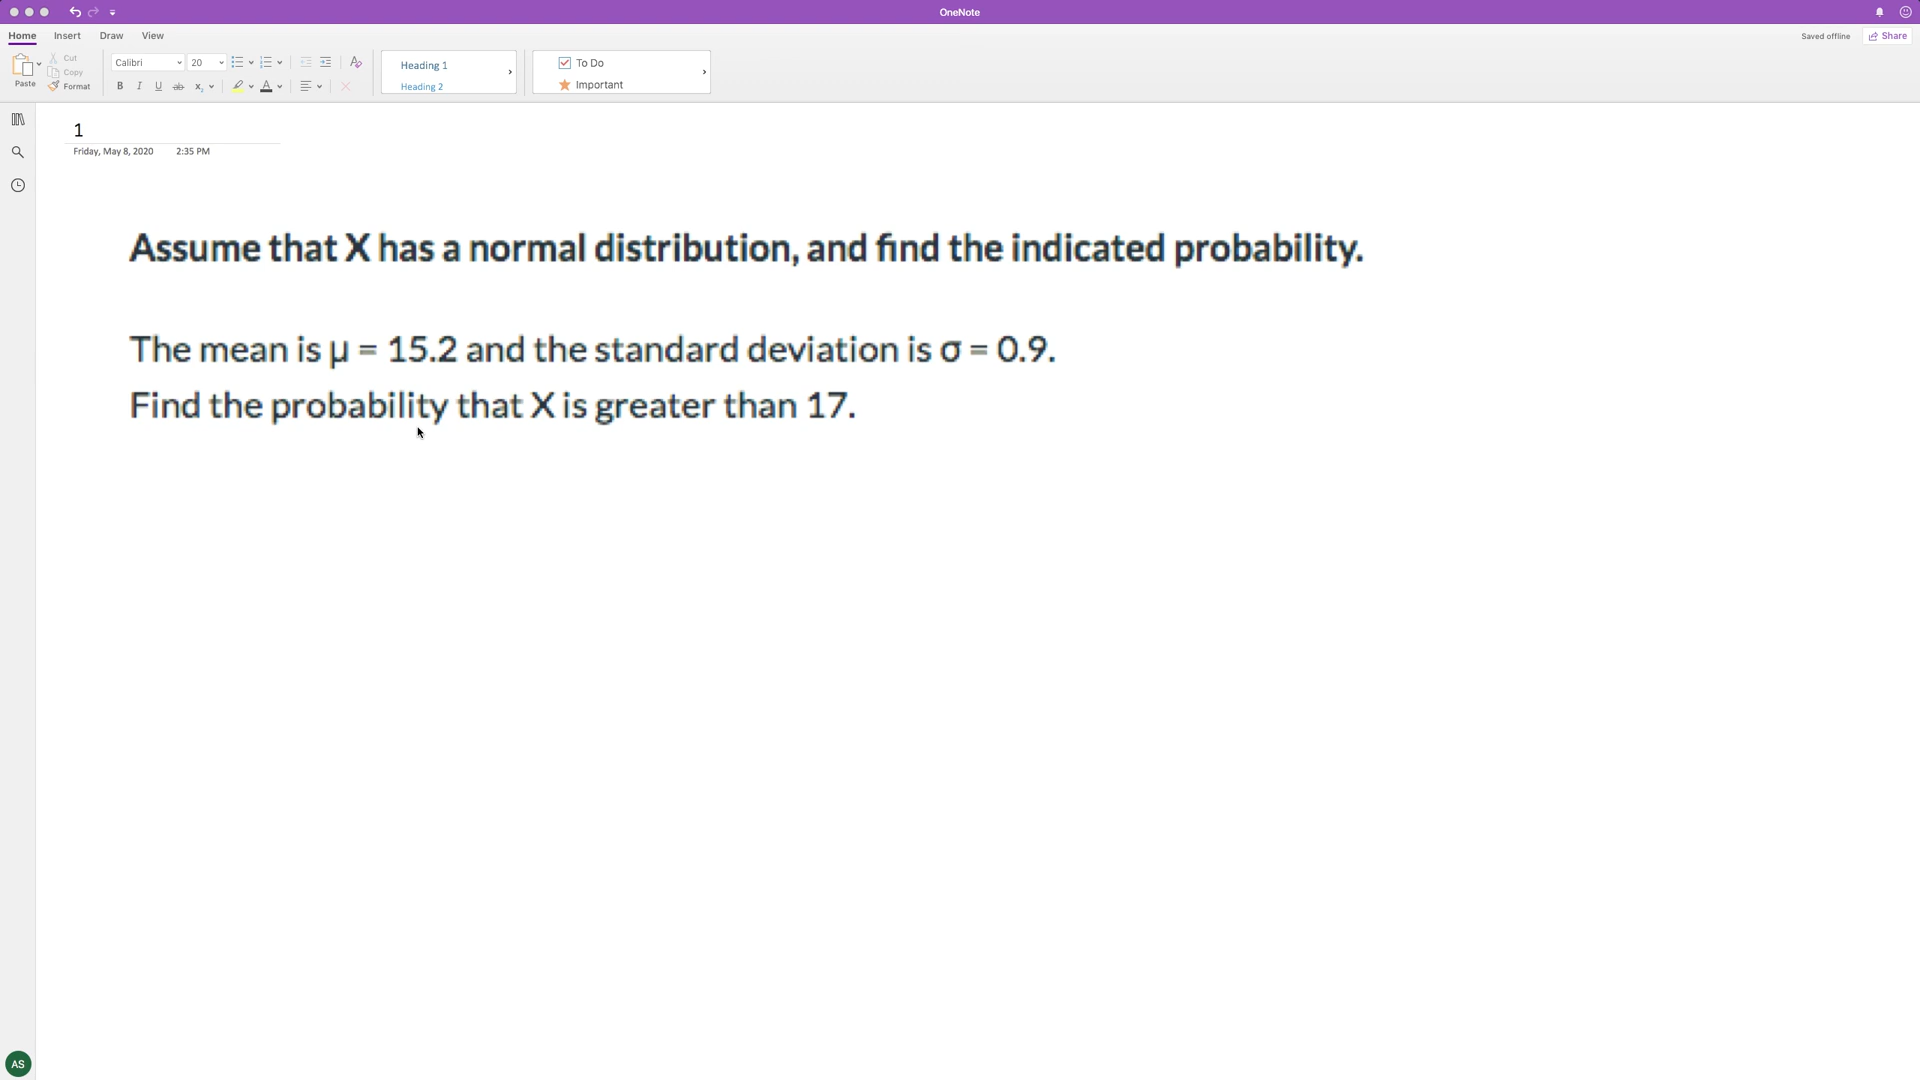 OneNote
Home Insert Draw View
Saved offline Share
Paste Cut Copy Format
Calibri 20
B I U ab x₂ A
Heading 1
Heading 2
To Do
Important
1
Friday, May 8, 2020 2:35 PM
Assume that X has a normal distribution, and find the indicated probability.
The mean is μ = 15.2 and the standard deviation is σ = 0.9.
Find the probability that X is greater than 17.
AS